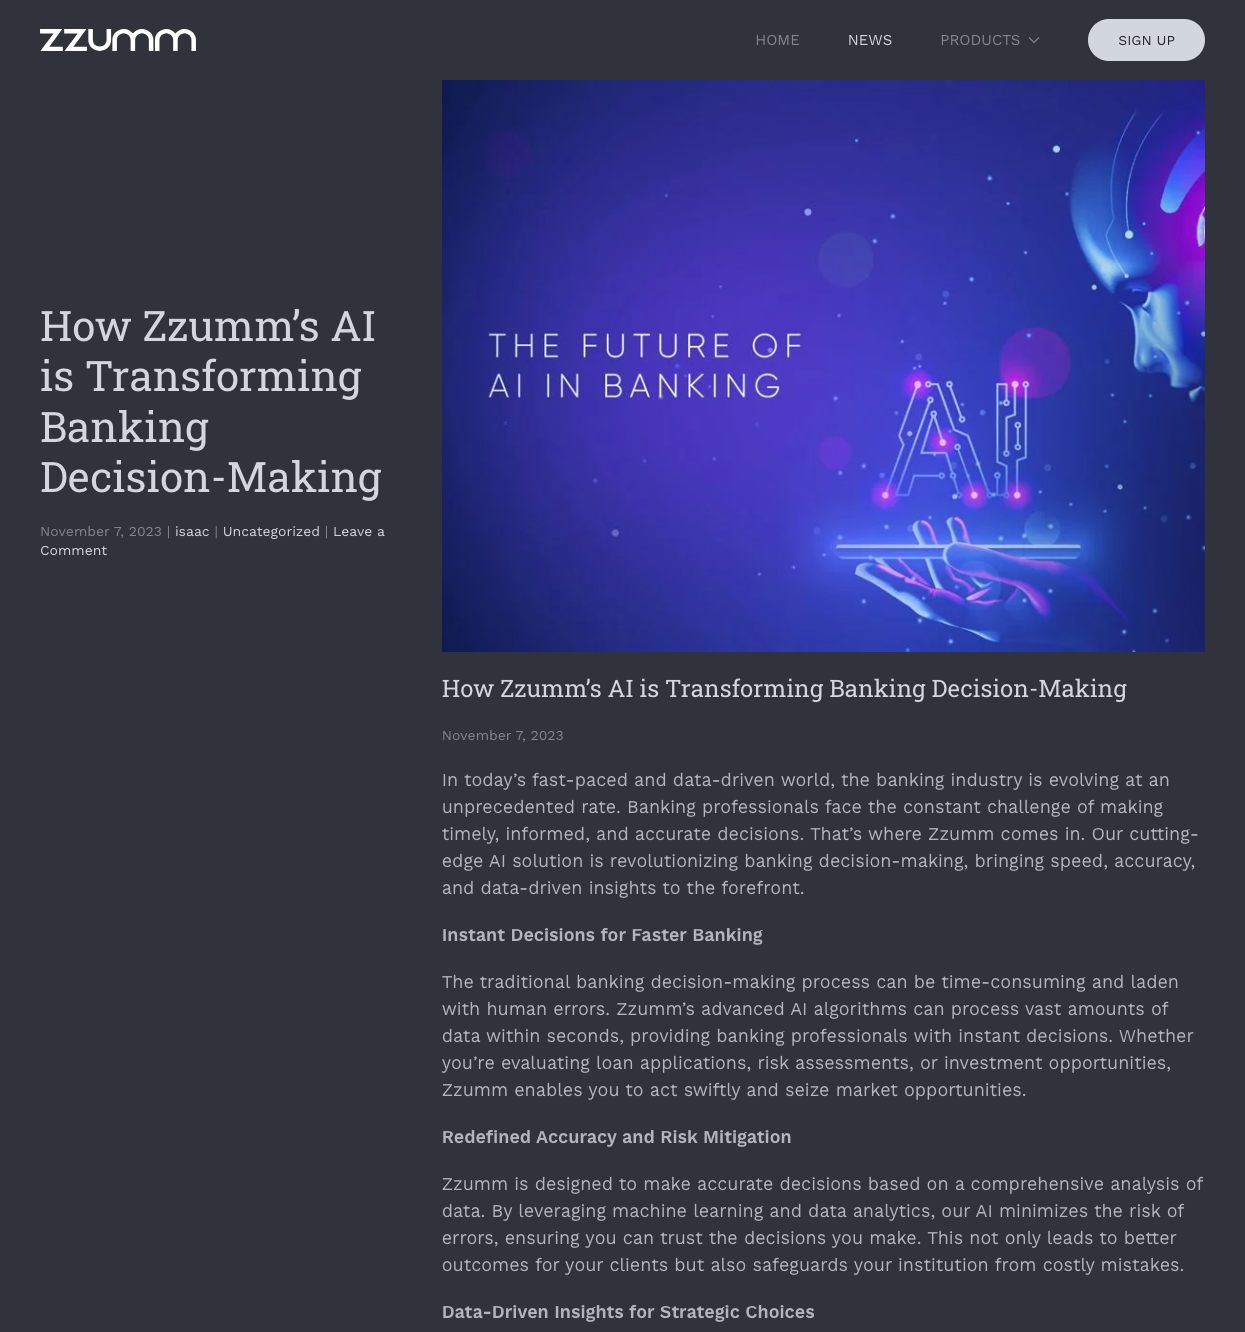 zzumm
HOME
NEWS
PRODUCTS
SIGN UP
How Zzumm’s AI
is Transforming
Banking
Decision-Making
November 7, 2023 | isaac | Uncategorized | Leave a
Comment
THE FUTURE OF
AI IN BANKING
AI
How Zzumm’s AI is Transforming Banking Decision-Making
November 7, 2023
In today’s fast-paced and data-driven world, the banking industry is evolving at an
unprecedented rate. Banking professionals face the constant challenge of making
timely, informed, and accurate decisions. That’s where Zzumm comes in. Our cutting-
edge AI solution is revolutionizing banking decision-making, bringing speed, accuracy,
and data-driven insights to the forefront.
Instant Decisions for Faster Banking
The traditional banking decision-making process can be time-consuming and laden
with human errors. Zzumm’s advanced AI algorithms can process vast amounts of
data within seconds, providing banking professionals with instant decisions. Whether
you’re evaluating loan applications, risk assessments, or investment opportunities,
Zzumm enables you to act swiftly and seize market opportunities.
Redefined Accuracy and Risk Mitigation
Zzumm is designed to make accurate decisions based on a comprehensive analysis of
data. By leveraging machine learning and data analytics, our AI minimizes the risk of
errors, ensuring you can trust the decisions you make. This not only leads to better
outcomes for your clients but also safeguards your institution from costly mistakes.
Data-Driven Insights for Strategic Choices